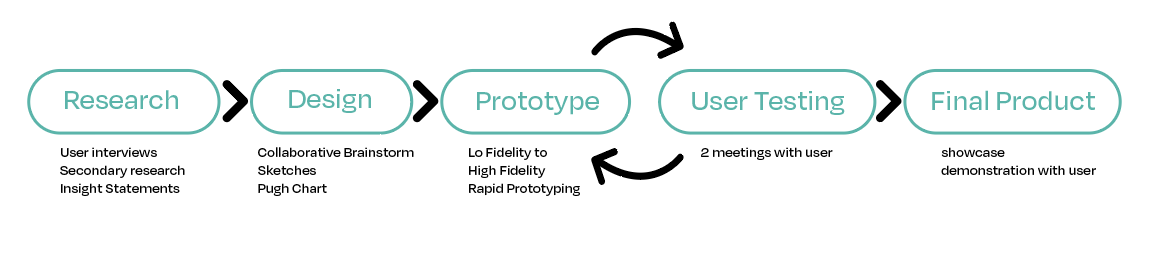 Research
Design
Prototype
User Testing
Final Product
User interviews
Secondary research
Insight Statements
Collaborative Brainstorm
Sketches
Pugh Chart
Lo Fidelity to
High Fidelity
Rapid Prototyping
2 meetings with user
showcase
demonstration with user